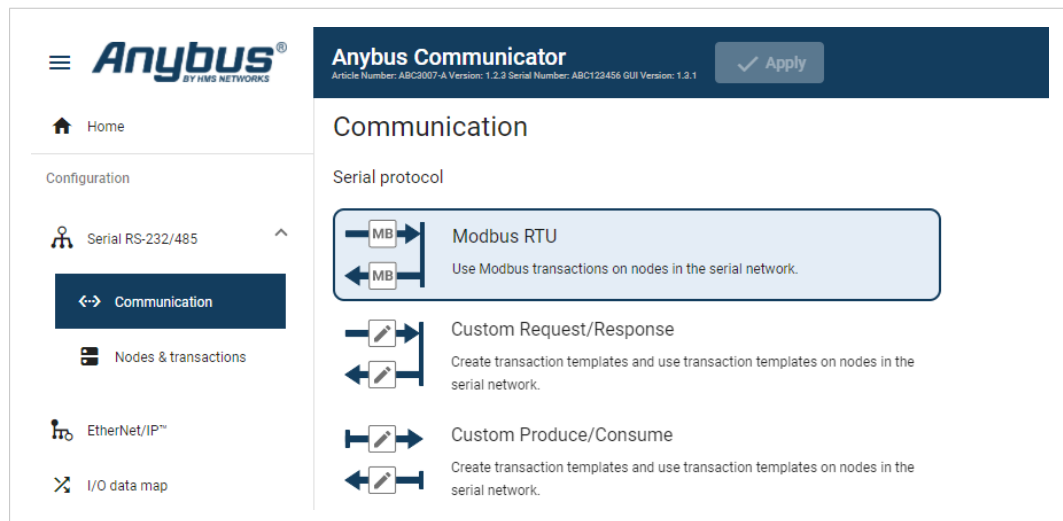 Anybus®
BY HMS NETWORKS
Anybus Communicator
Article Number: ABC3007-A Version: 1.2.3 Serial Number: ABC123456 GUI Version: 1.3.1
Apply
Home
Configuration
Serial RS-232/485
Communication
Nodes & transactions
EtherNet/IP™
I/O data map
Communication
Serial protocol
MB
MB
Modbus RTU
Use Modbus transactions on nodes in the serial network.
Custom Request/Response
Create transaction templates and use transaction templates on nodes in the
serial network.
Custom Produce/Consume
Create transaction templates and use transaction templates on nodes in the
serial network.